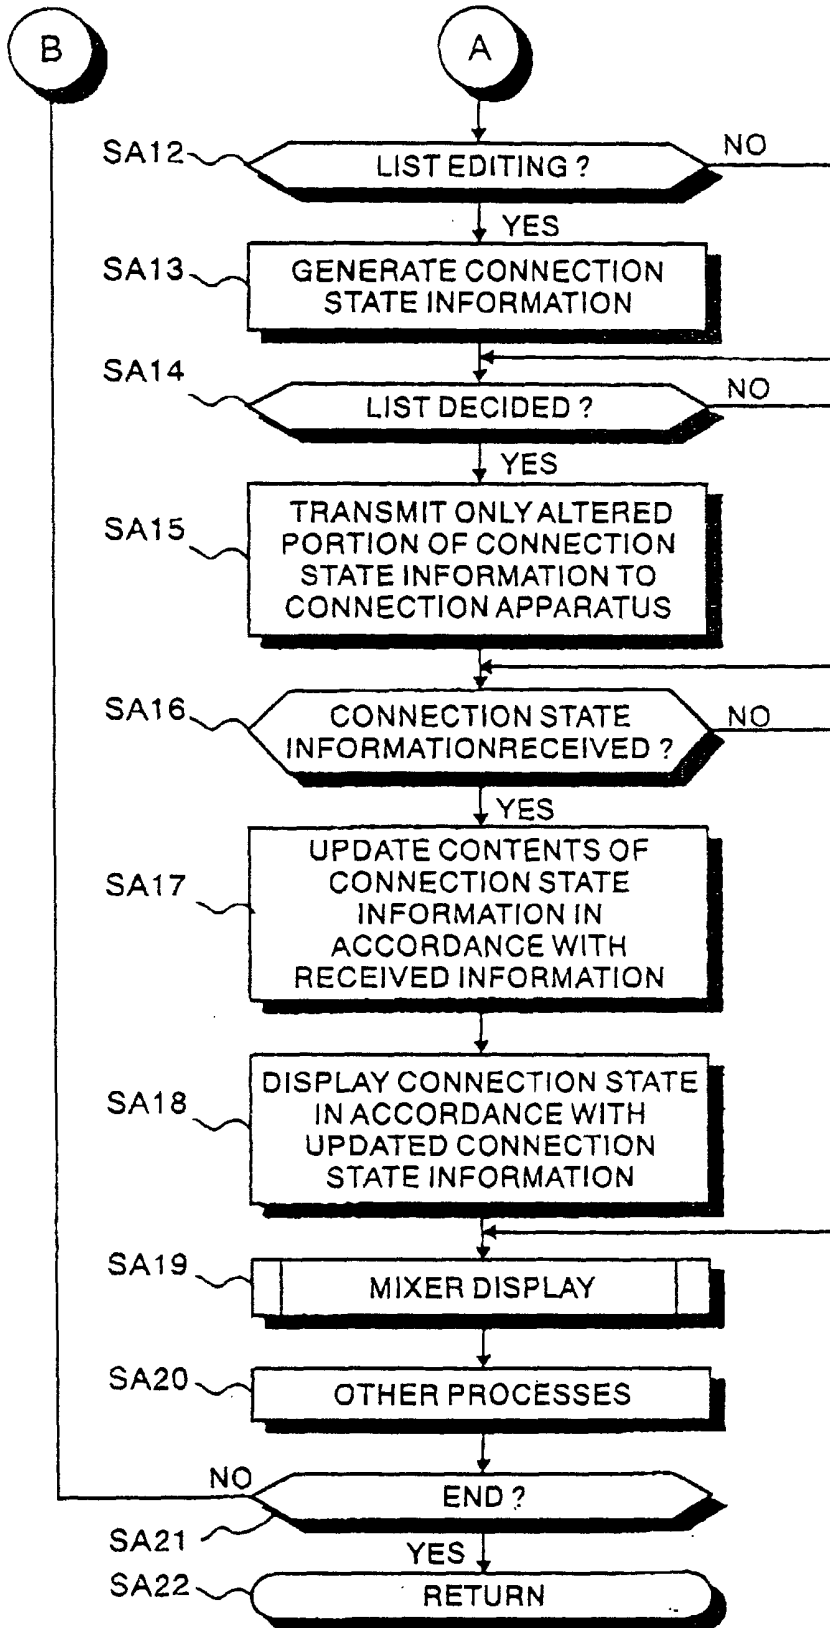 B
A
SA12
LIST EDITING ?
NO
YES
SA13
GENERATE CONNECTION
STATE INFORMATION
SA14
LIST DECIDED ?
NO
YES
SA15
TRANSMIT ONLY ALTERED
PORTION OF CONNECTION
STATE INFORMATION TO
CONNECTION APPARATUS
SA16
CONNECTION STATE
INFORMATION RECEIVED ?
NO
YES
SA17
UPDATE CONTENTS OF
CONNECTION STATE
INFORMATION IN
ACCORDANCE WITH
RECEIVED INFORMATION
SA18
DISPLAY CONNECTION STATE
IN ACCORDANCE WITH
UPDATED CONNECTION
STATE INFORMATION
SA19
MIXER DISPLAY
SA20
OTHER PROCESSES
NO
END ?
SA21
YES
SA22
RETURN